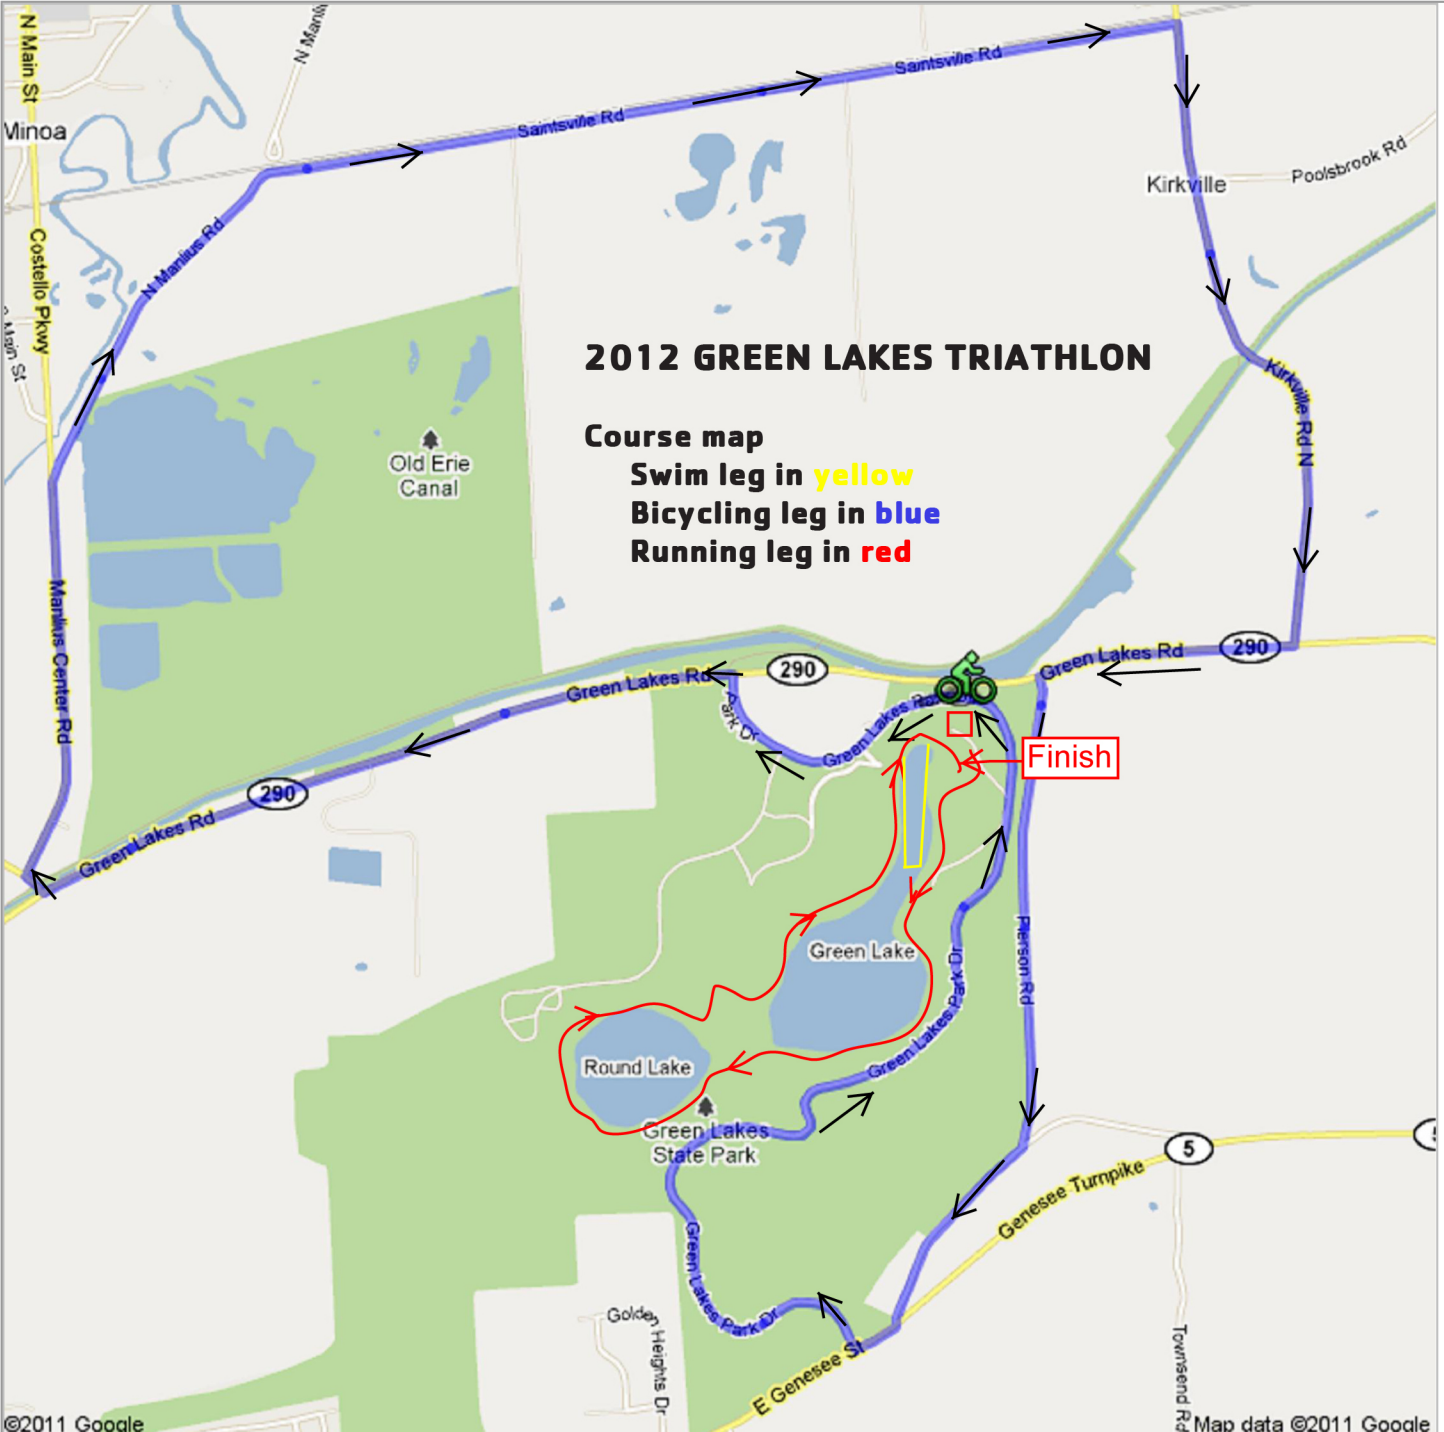 N Main St
N Manli
Minoa
Saintsville Rd
Saintsville Rd
Kirkville
Poolsbrook Rd
Costello Pkwy
N Manlius Rd
Main St
2012 GREEN LAKES TRIATHLON
Course map
Swim leg in yellow
Bicycling leg in blue
Running leg in red
Kirkville Rd N
Old Erie
Canal
Manlius Center Rd
290
Green Lakes Rd
290
Green Lakes Rd
Park Dr
Green Lakes
Finish
290
Green Lakes Rd
Green Lake
Pierson Rd
Green Lakes Park Dr
Round Lake
Green Lakes
State Park
5
5
Genesee Turnpike
Green Lakes Park Dr
Golden Heights Dr
E Genesee St
Townsend Rd
©2011 Google
Map data ©2011 Google